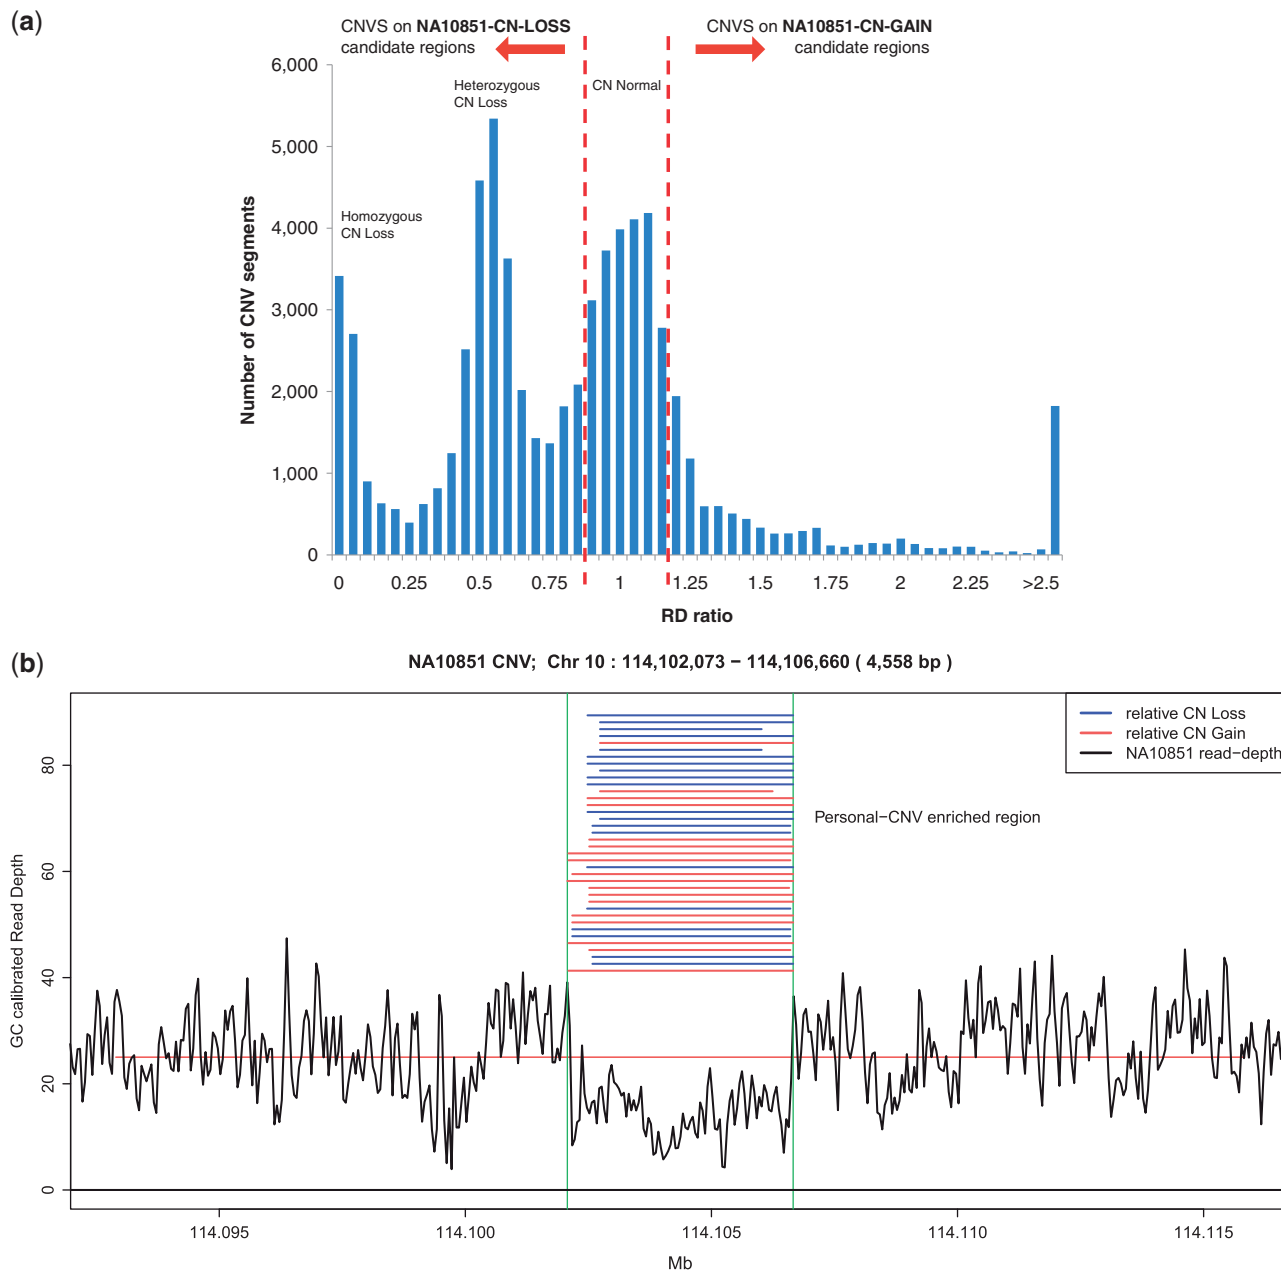 (a)
CNVS on NA10851-CN-LOSS
candidate regions
CNVS on NA10851-CN-GAIN
candidate regions
Heterozygous
CN Loss
CN Normal
Homozygous
CN Loss
Number of CNV segments
6,000
5,000
4,000
3,000
2,000
1,000
0
0 0.25 0.5 0.75 1 1.25 1.5 1.75 2 2.25 >2.5
RD ratio
(b)
NA10851 CNV; Chr 10 : 114,102,073 − 114,106,660 ( 4,558 bp )
relative CN Loss
relative CN Gain
NA10851 read−depth
Personal−CNV enriched region
GC calibrated Read Depth
80
60
40
20
0
114.095 114.100 114.105 114.110 114.115
Mb